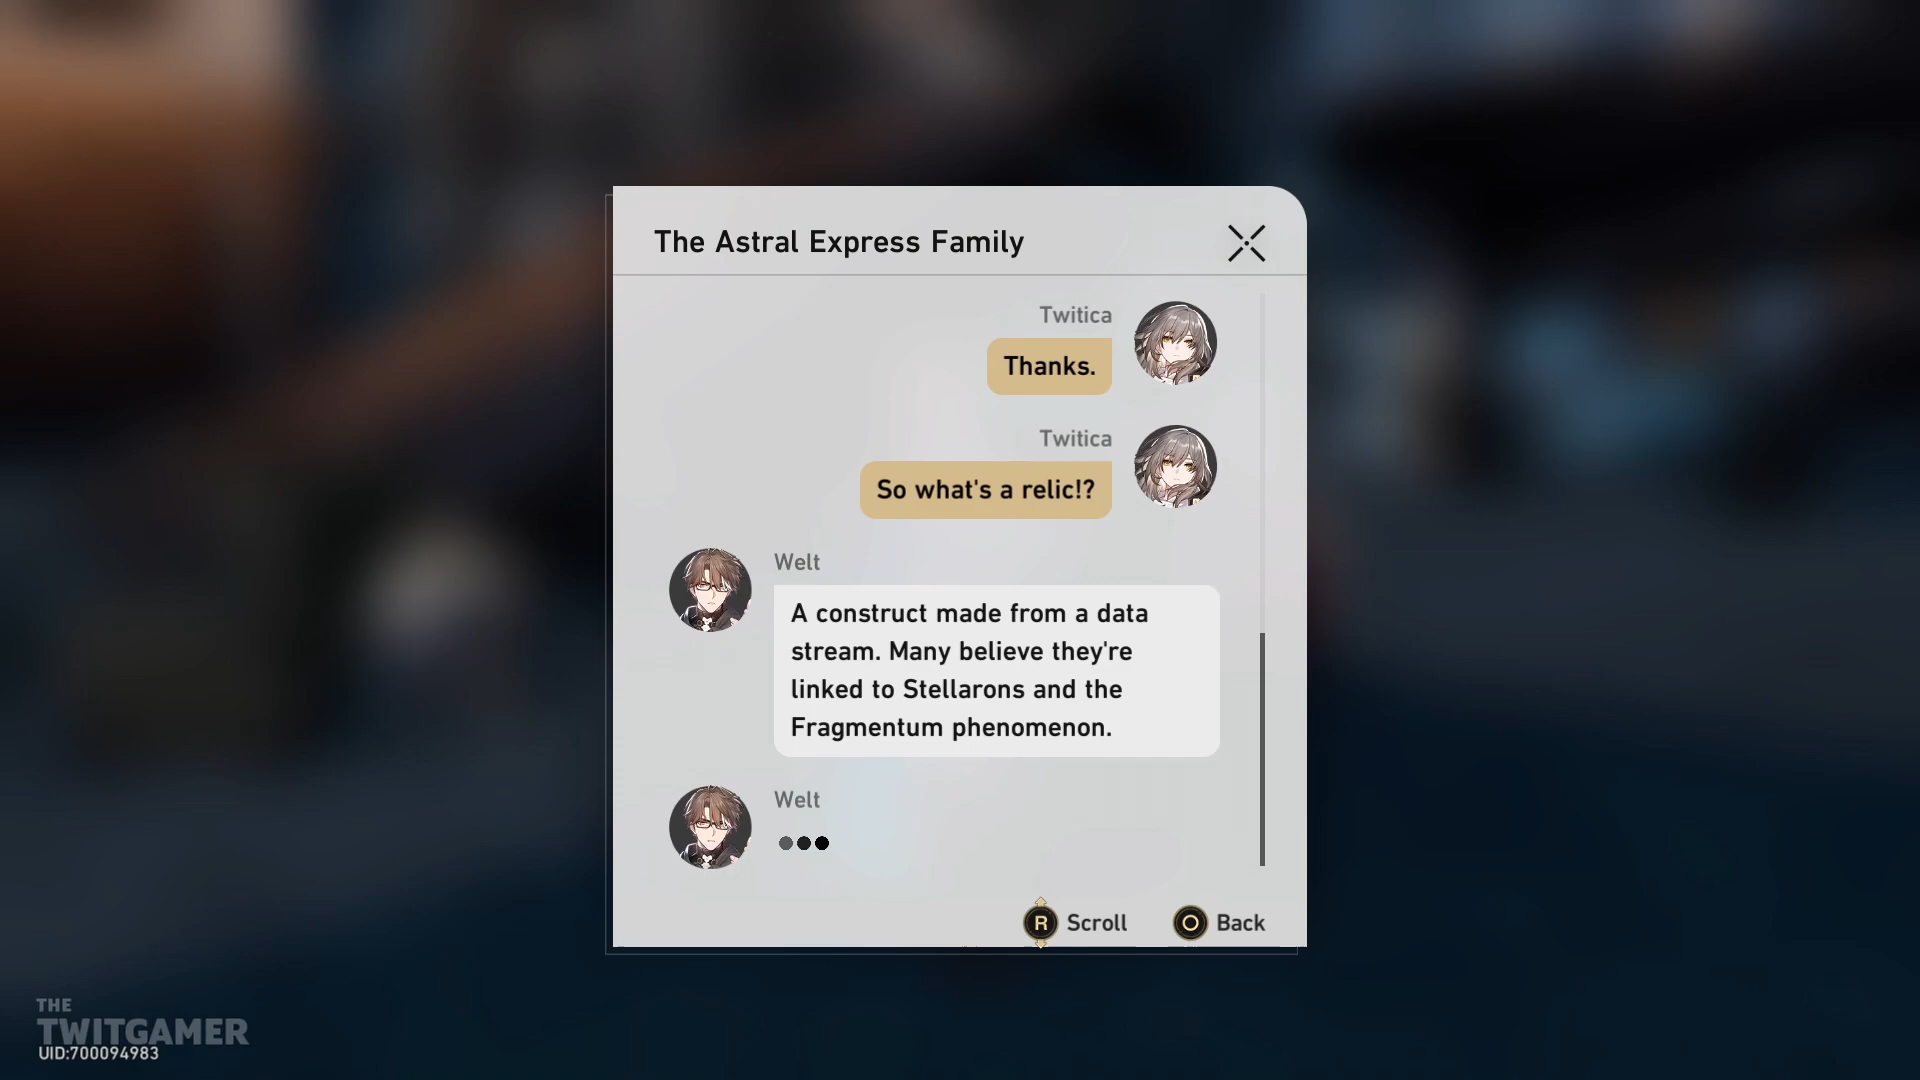 The Astral Express Family
Twitica
Thanks.
Twitica
So what's a relic!?
Welt
A construct made from a data
stream. Many believe they're
linked to Stellarons and the
Fragmentum phenomenon.
Welt
R Scroll
Back
THE
TWITGAMER
UID:700094983